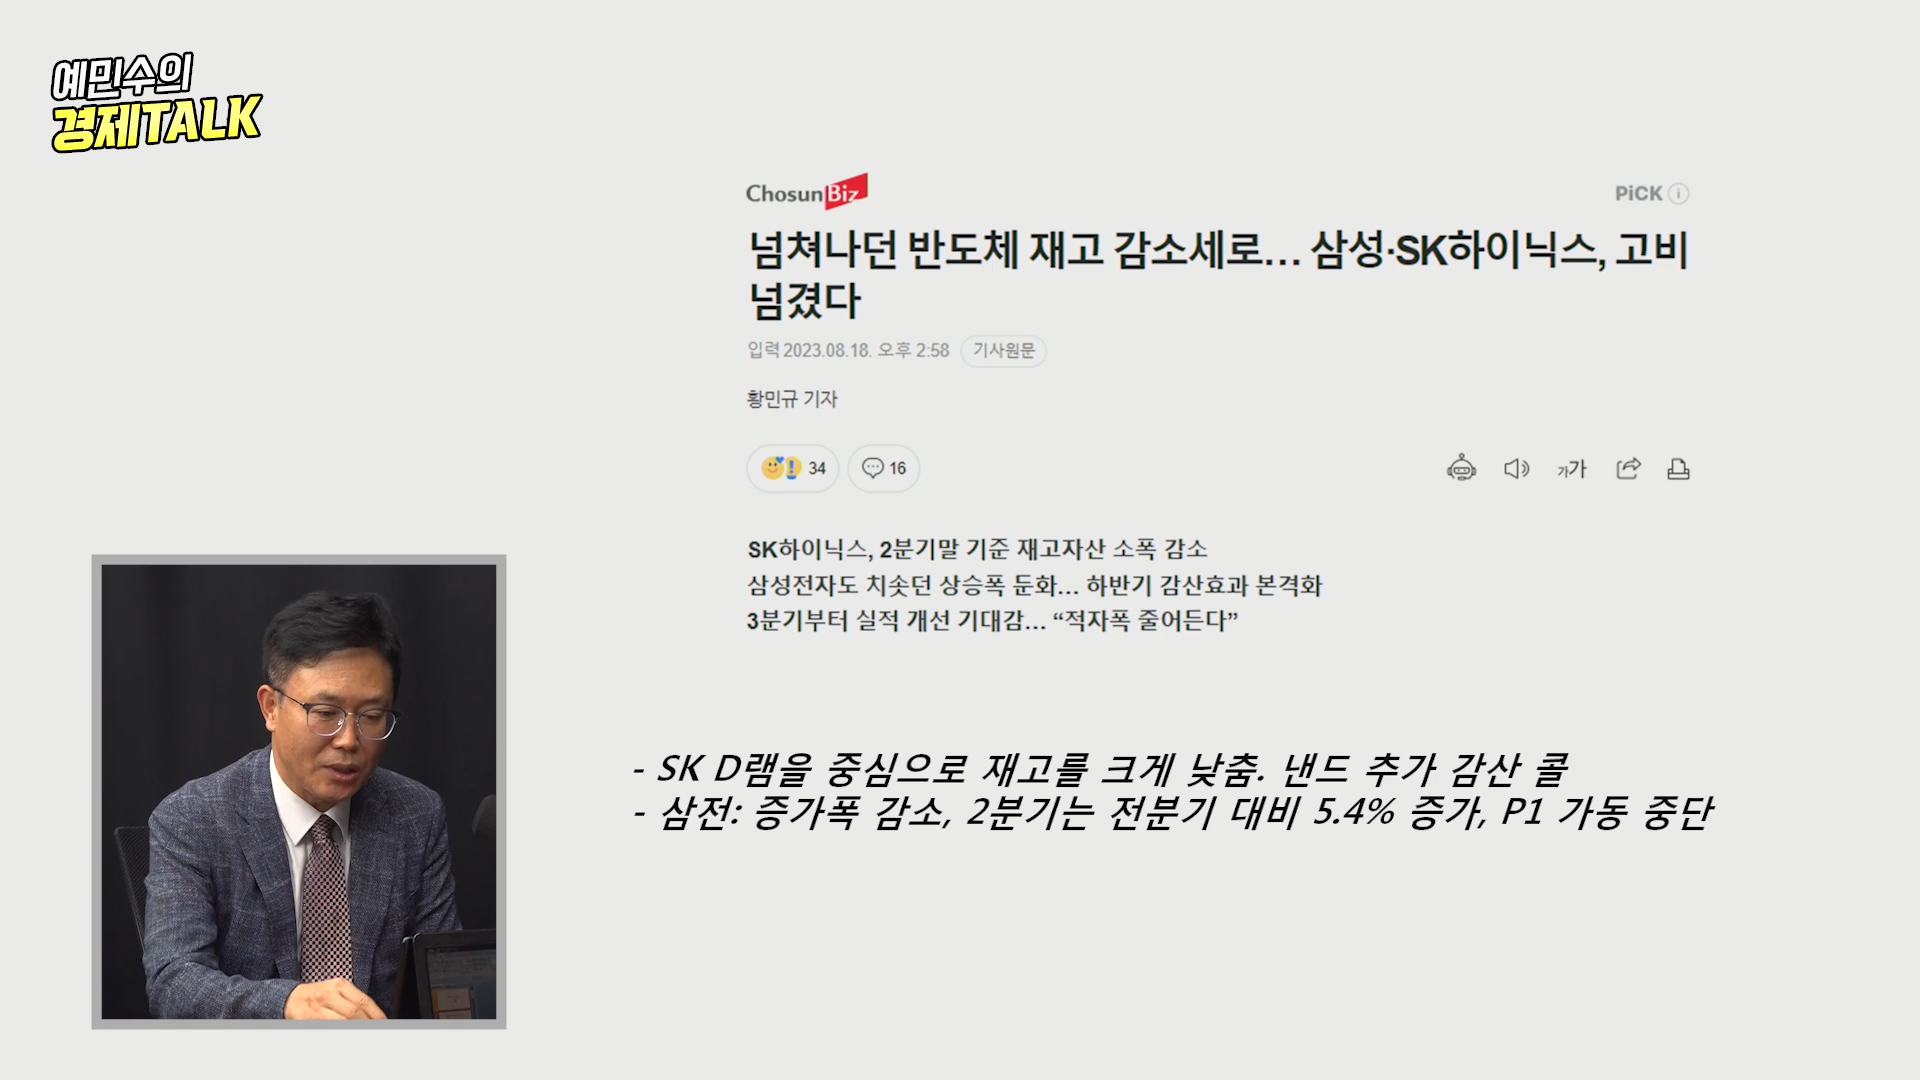 예민수의
경제TALK
ChosunBiz
PiCK
넘쳐나던 반도체 재고 감소세로... 삼성·SK하이닉스, 고비
넘겼다
입력 2023.08.18. 오후 2:58 기사원문
황민규 기자
34 16
가가
SK하이닉스, 2분기말 기준 재고자산 소폭 감소
삼성전자도 치솟던 상승폭 둔화... 하반기 감산효과 본격화
3분기부터 실적 개선 기대감... “적자폭 줄어든다”
- SK D램을 중심으로 재고를 크게 낮춤. 낸드 추가 감산 콜
- 삼전: 증가폭 감소, 2분기는 전분기 대비 5.4% 증가, P1 가동 중단